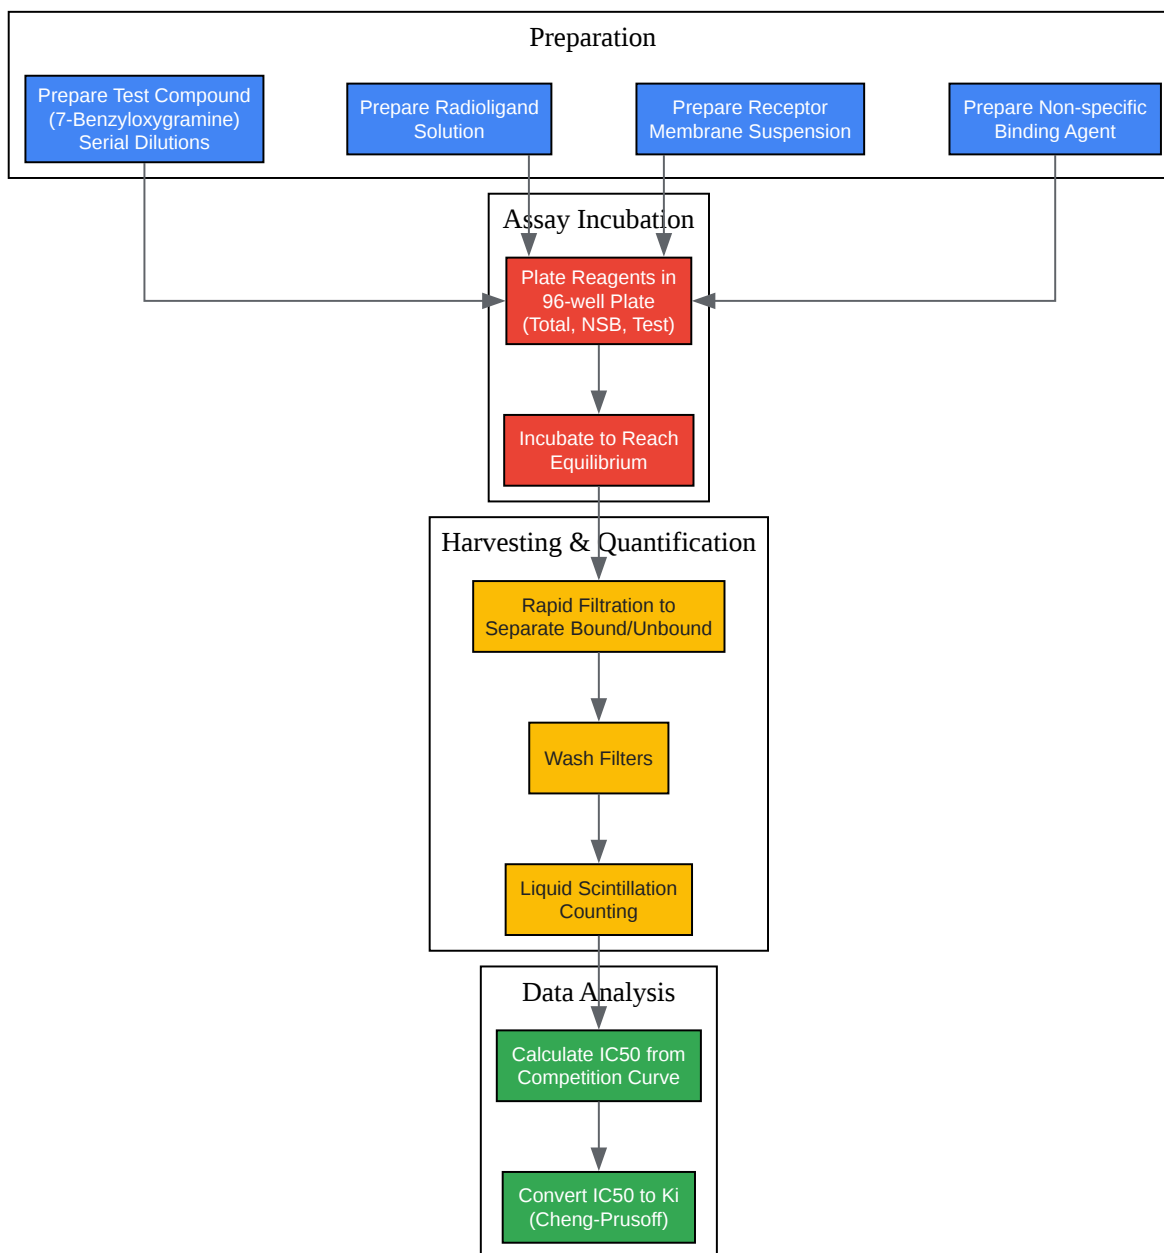 Preparation
Prepare Test Compound
(7-Benzyloxygramine)
Serial Dilutions
Prepare Radioligand
Solution
Prepare Receptor
Membrane Suspension
Prepare Non-specific
Binding Agent
Assay Incubation
Plate Reagents in
96-well Plate
(Total, NSB, Test)
Incubate to Reach
Equilibrium
Harvesting & Quantification
Rapid Filtration to
Separate Bound/Unbound
Wash Filters
Liquid Scintillation
Counting
Data Analysis
Calculate IC50 from
Competition Curve
Convert IC50 to Ki
(Cheng-Prusoff)